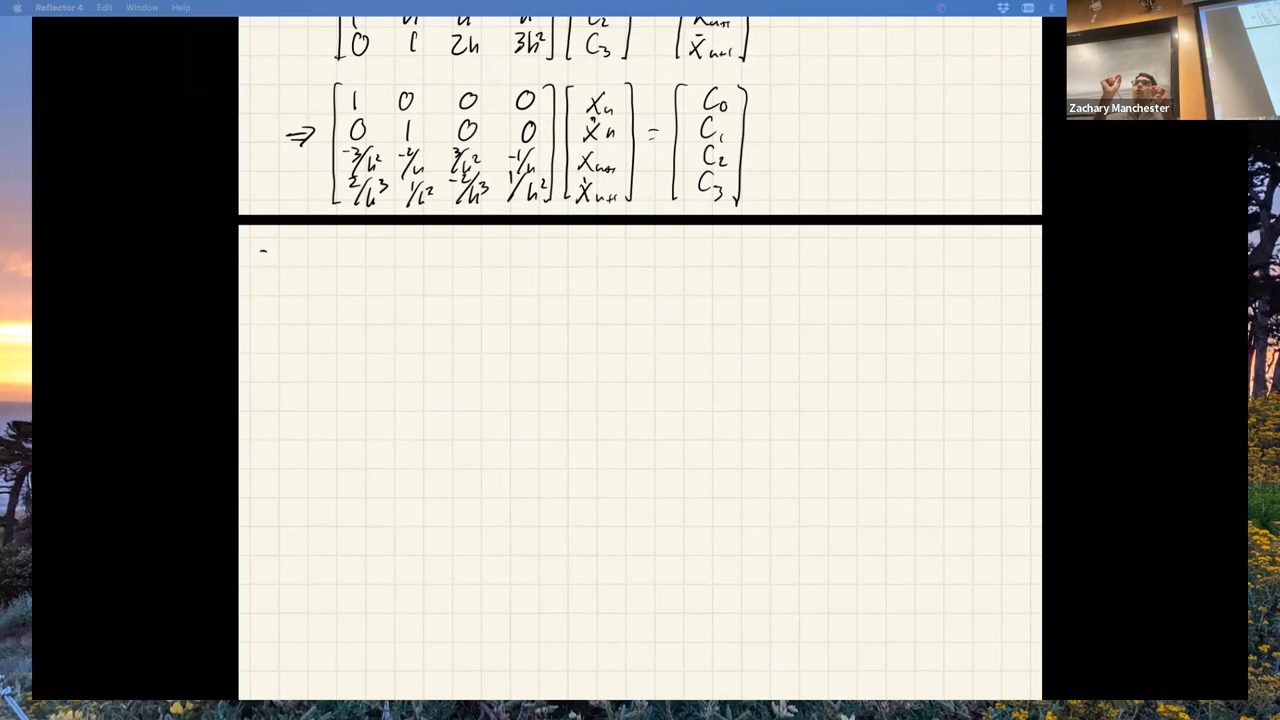 Reflector 4 Edit Window Help
0 1 2h 3h² C₃ ẋₙ₊₁
Zachary Manchester
⇒ [1 0 0 0] [xₙ] = [C₀]
[0 1 0 0] [ẋₙ] [C₁]
[-3/h² -2/h 3/h² -1/h] [xₙ₊₁] [C₂]
[2/h³ 1/h² -2/h³ 1/h²] [ẋₙ₊₁] [C₃]
-